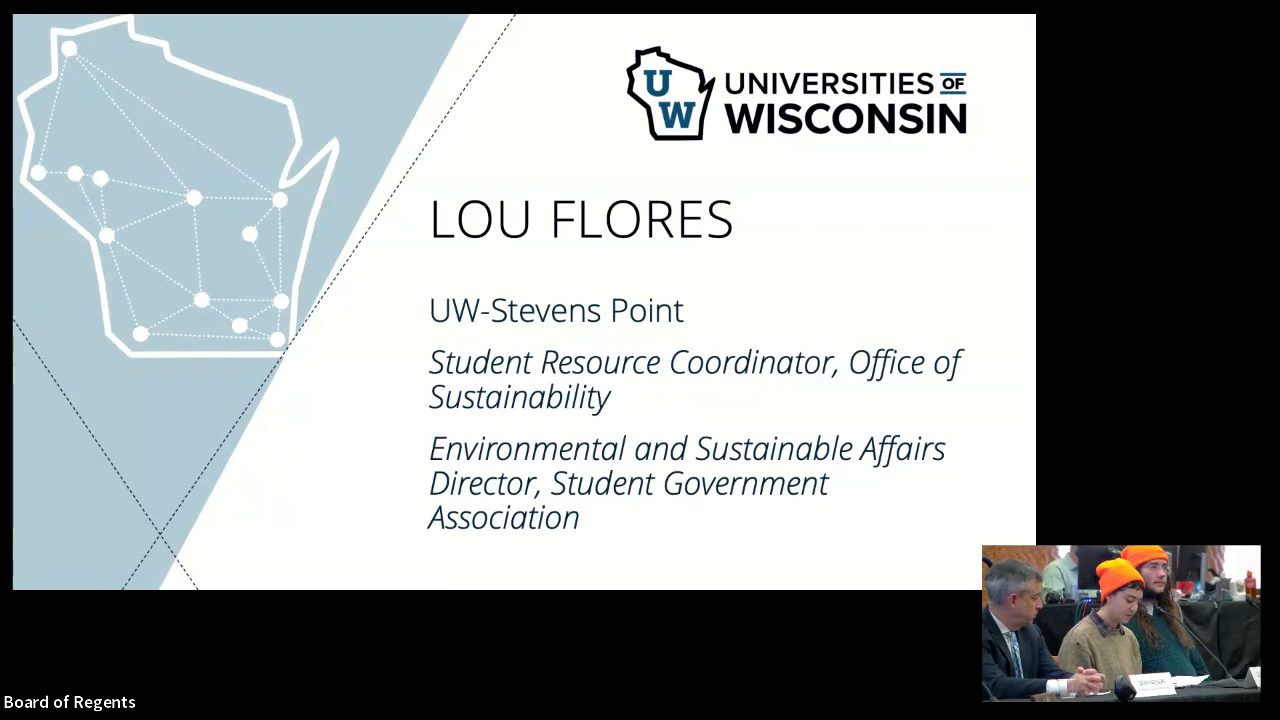 UW
UNIVERSITIES OF
WISCONSIN
LOU FLORES
UW-Stevens Point
Student Resource Coordinator, Office of
Sustainability
Environmental and Sustainable Affairs
Director, Student Government
Association
Board of Regents